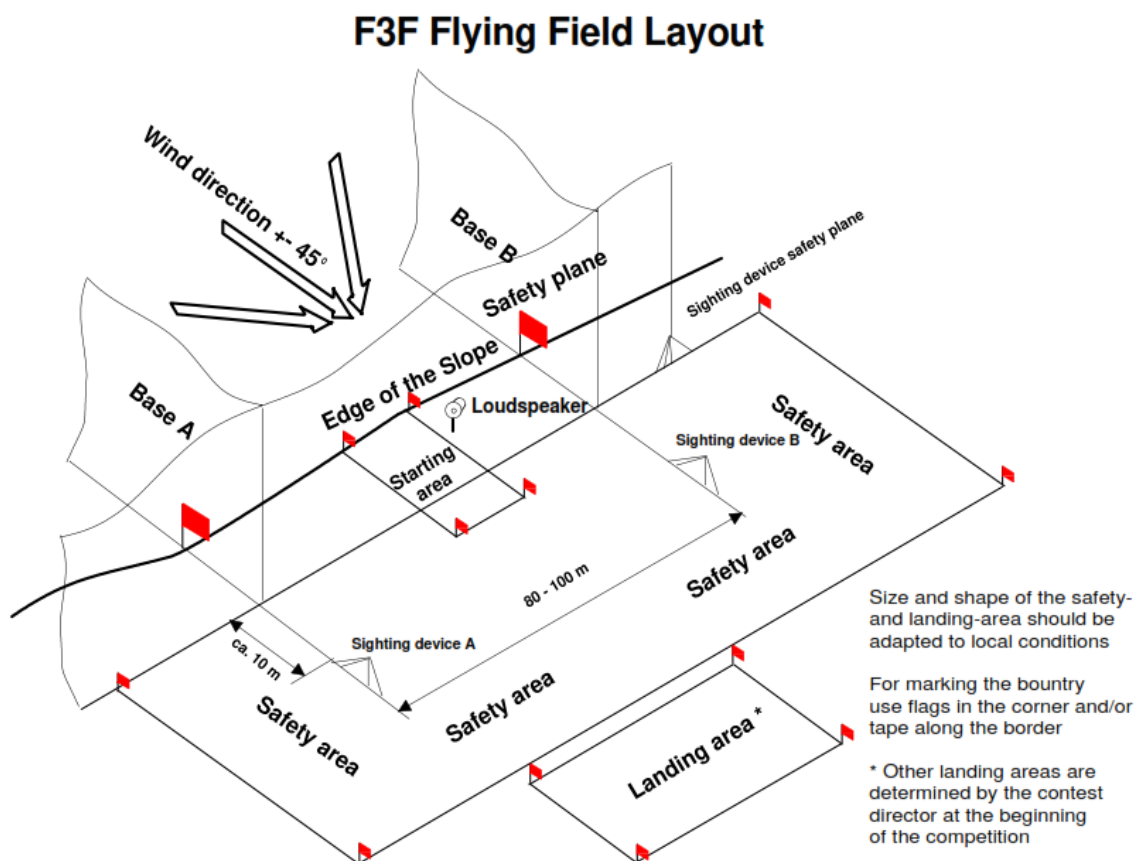 F3F Flying Field Layout
Wind direction +- 45°
Base B
Safety plane
Sighting device safety plane
Base A
Edge of the Slope
Loudspeaker
Starting
area
Sighting device B
Safety area
Safety area
80 - 100 m
Sighting device A
ca. 10 m
Safety area
Safety area
Landing area *
Size and shape of the safety-
and landing-area should be
adapted to local conditions
For marking the bountry
use flags in the corner and/or
tape along the border
* Other landing areas are
determined by the contest
director at the beginning
of the competition